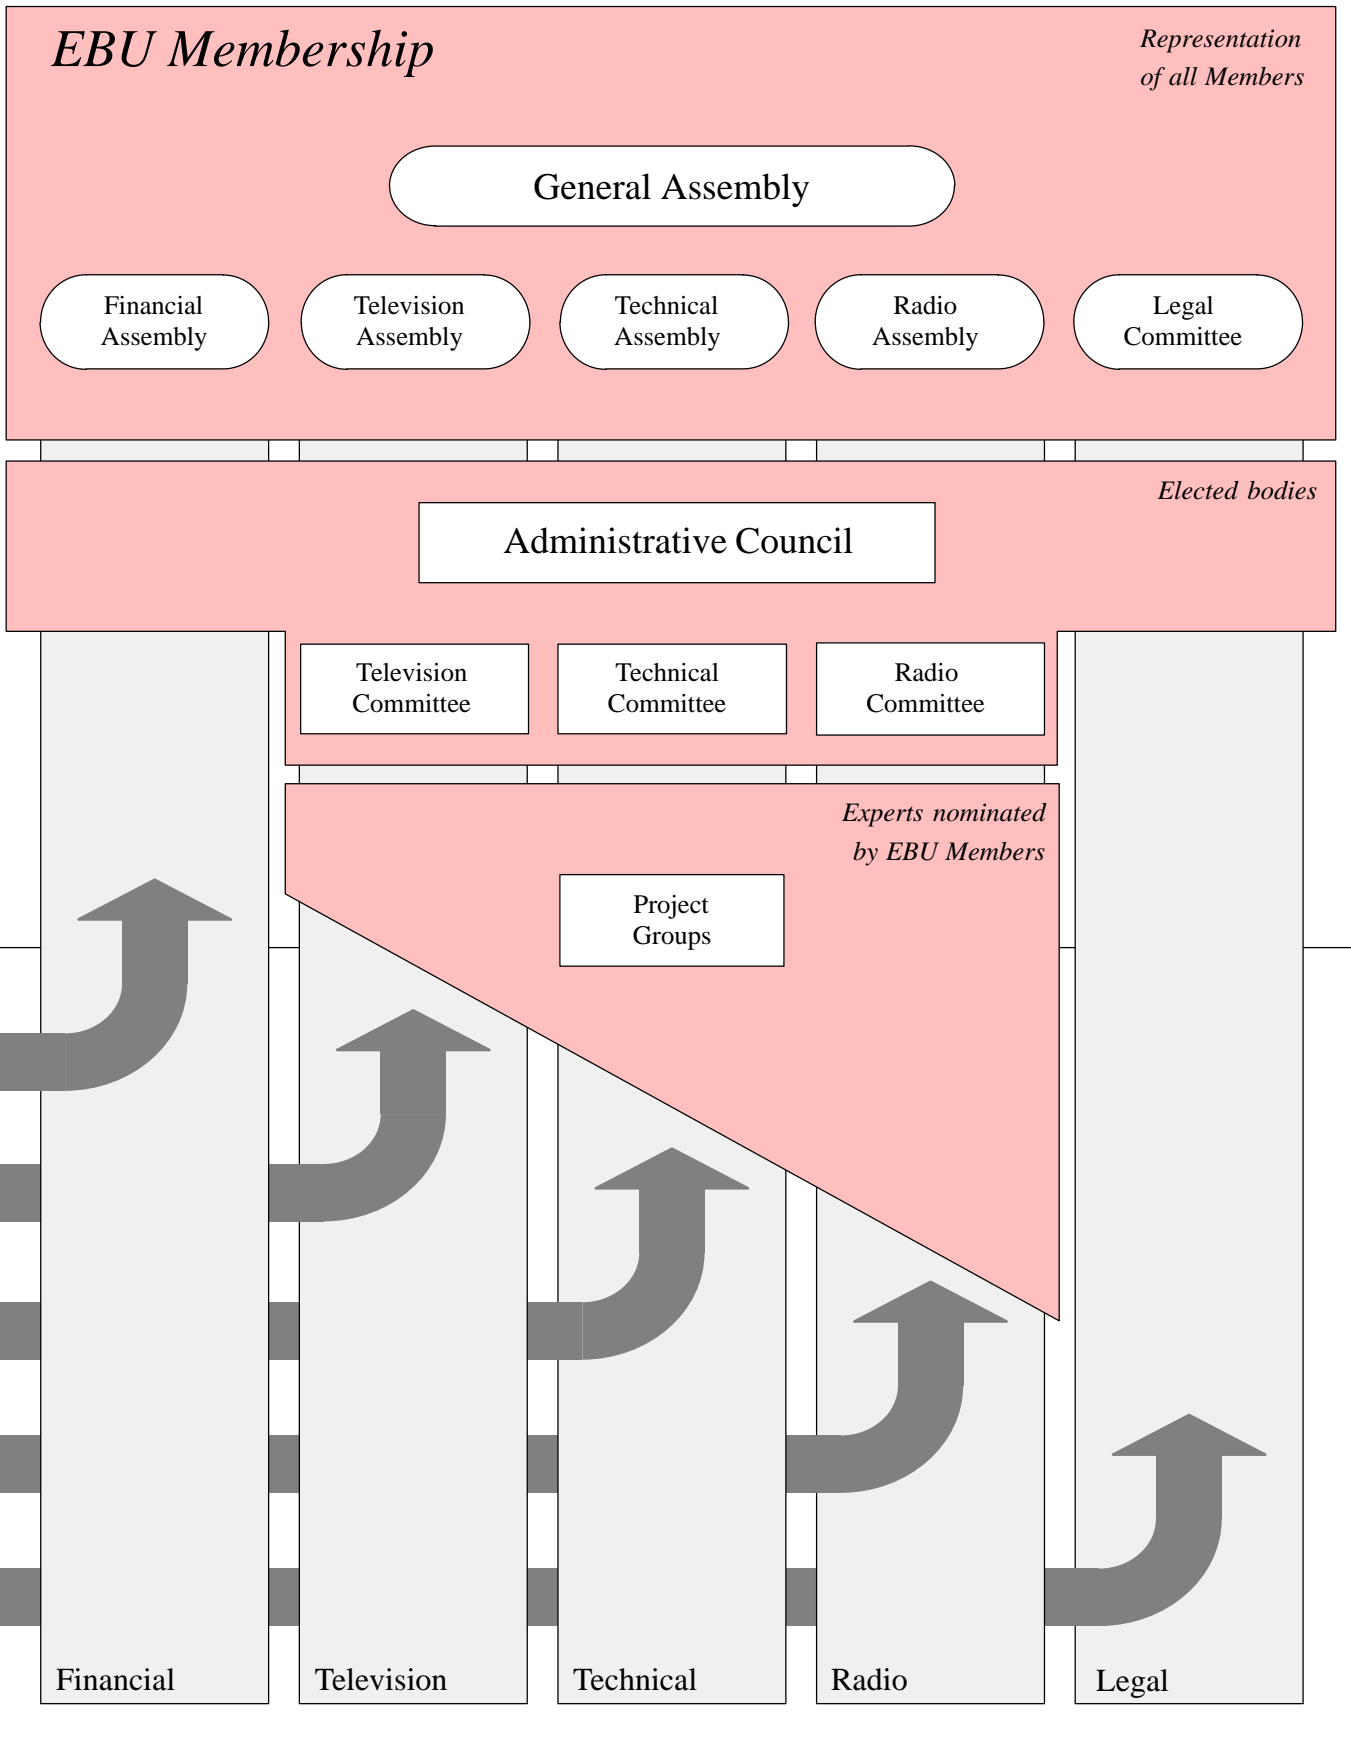 EBU Membership
Representation
of all Members
General Assembly
Financial
Assembly
Television
Assembly
Technical
Assembly
Radio
Assembly
Legal
Committee
Elected bodies
Administrative Council
Television
Committee
Technical
Committee
Radio
Committee
Experts nominated
by EBU Members
Project
Groups
Financial
Television
Technical
Radio
Legal